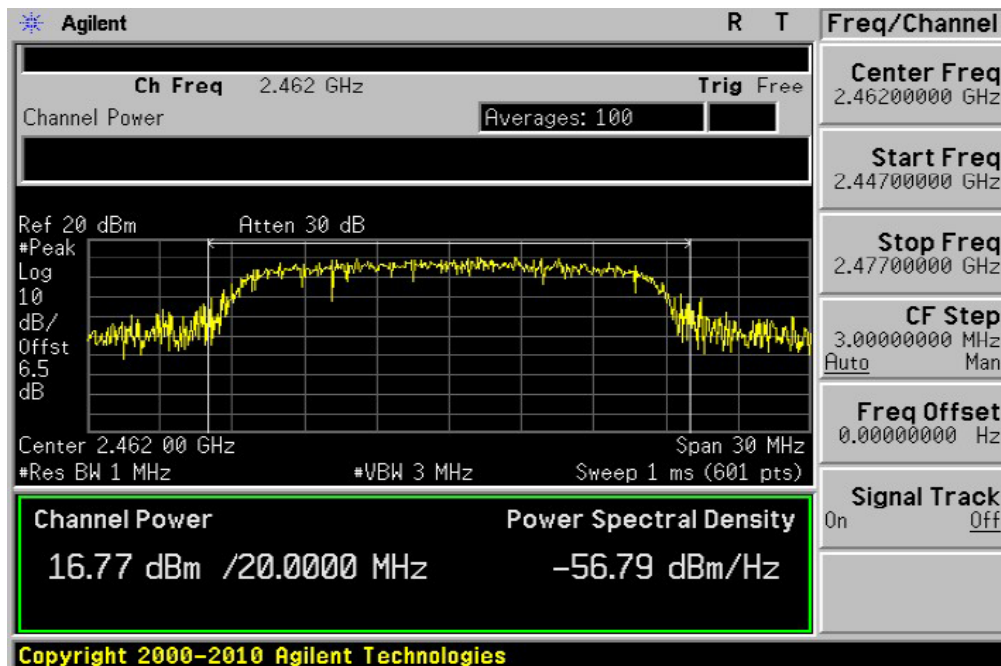 Agilent R T Freq/Channel
Ch Freq 2.462 GHz Trig Free
Channel Power Averages: 100
Ref 20 dBm Atten 30 dB
#Peak
Log
10
dB/
Offst
6.5
dB
Center 2.462 00 GHz Span 30 MHz
#Res BW 1 MHz #VBW 3 MHz Sweep 1 ms (601 pts)
Channel Power Power Spectral Density
16.77 dBm /20.0000 MHz -56.79 dBm/Hz
Center Freq
2.46200000 GHz
Start Freq
2.44700000 GHz
Stop Freq
2.47700000 GHz
CF Step
3.00000000 MHz
Auto Man
Freq Offset
0.00000000 Hz
Signal Track
On Off
Copyright 2000-2010 Agilent Technologies